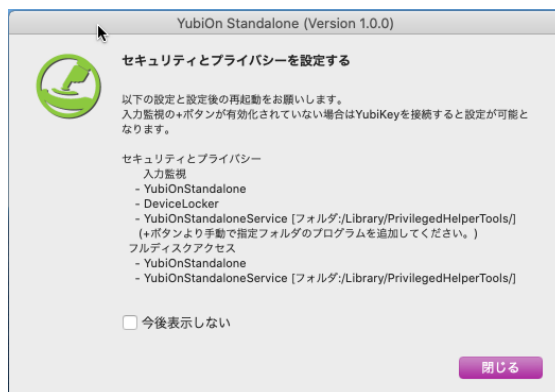 YubiOn Standalone (Version 1.0.0)
セキュリティとプライバシーを設定する
以下の設定と設定後の再起動をお願いします。
入力監視の+ボタンが有効化されていない場合はYubiKeyを接続すると設定が可能と
なります。
セキュリティとプライバシー
入力監視
- YubiOnStandalone
- DeviceLocker
- YubiOnStandaloneService [フォルダ:/Library/PrivilegedHelperTools/]
(+ボタンより手動で指定フォルダのプログラムを追加してください。)
フルディスクアクセス
- YubiOnStandalone
- YubiOnStandaloneService [フォルダ:/Library/PrivilegedHelperTools/]
今後表示しない
閉じる